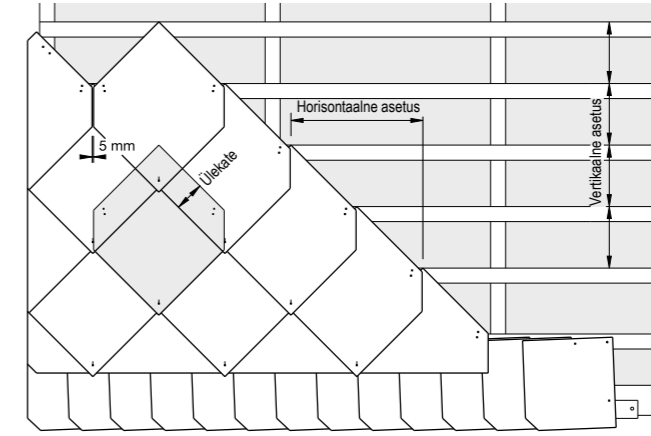 Horisontaalne asetus
Vertikaalne asetus
5 mm
Ülekate